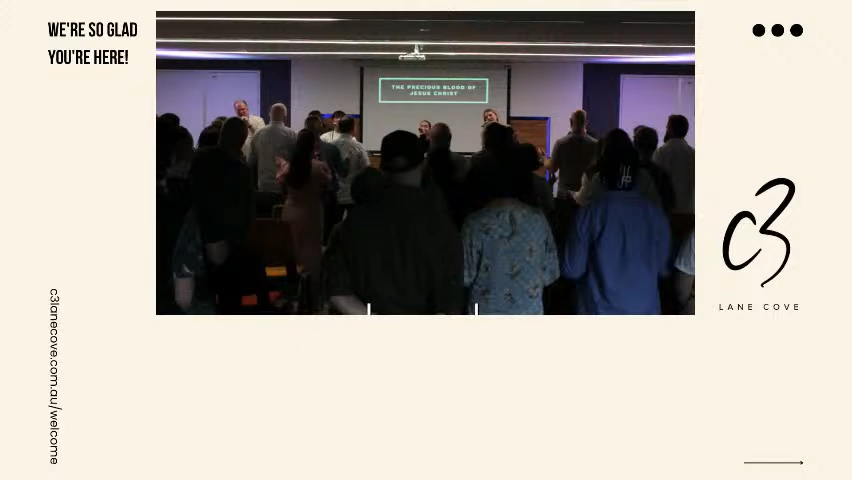 WE'RE SO GLAD
YOU'RE HERE!
THE PRECIOUS BLOOD OF
JESUS CHRIST
c3
LANE COVE
c3lanecove.com.au/welcome